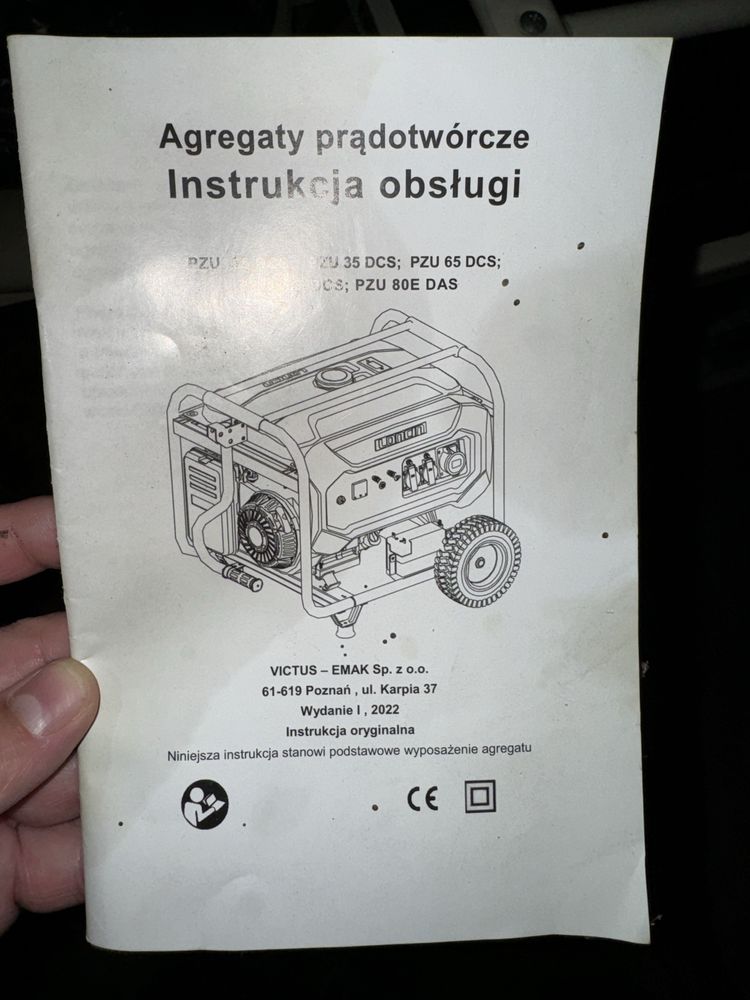 Agregaty prądotwórcze
Instrukcja obsługi
PZU 35 DCS; PZU 65 DCS;
DCS; PZU 80E DAS
LONCIN
VICTUS – EMAK Sp. z o.o.
61-619 Poznań , ul. Karpia 37
Wydanie I , 2022
Instrukcja oryginalna
Niniejsza instrukcja stanowi podstawowe wyposażenie agregatu
CE